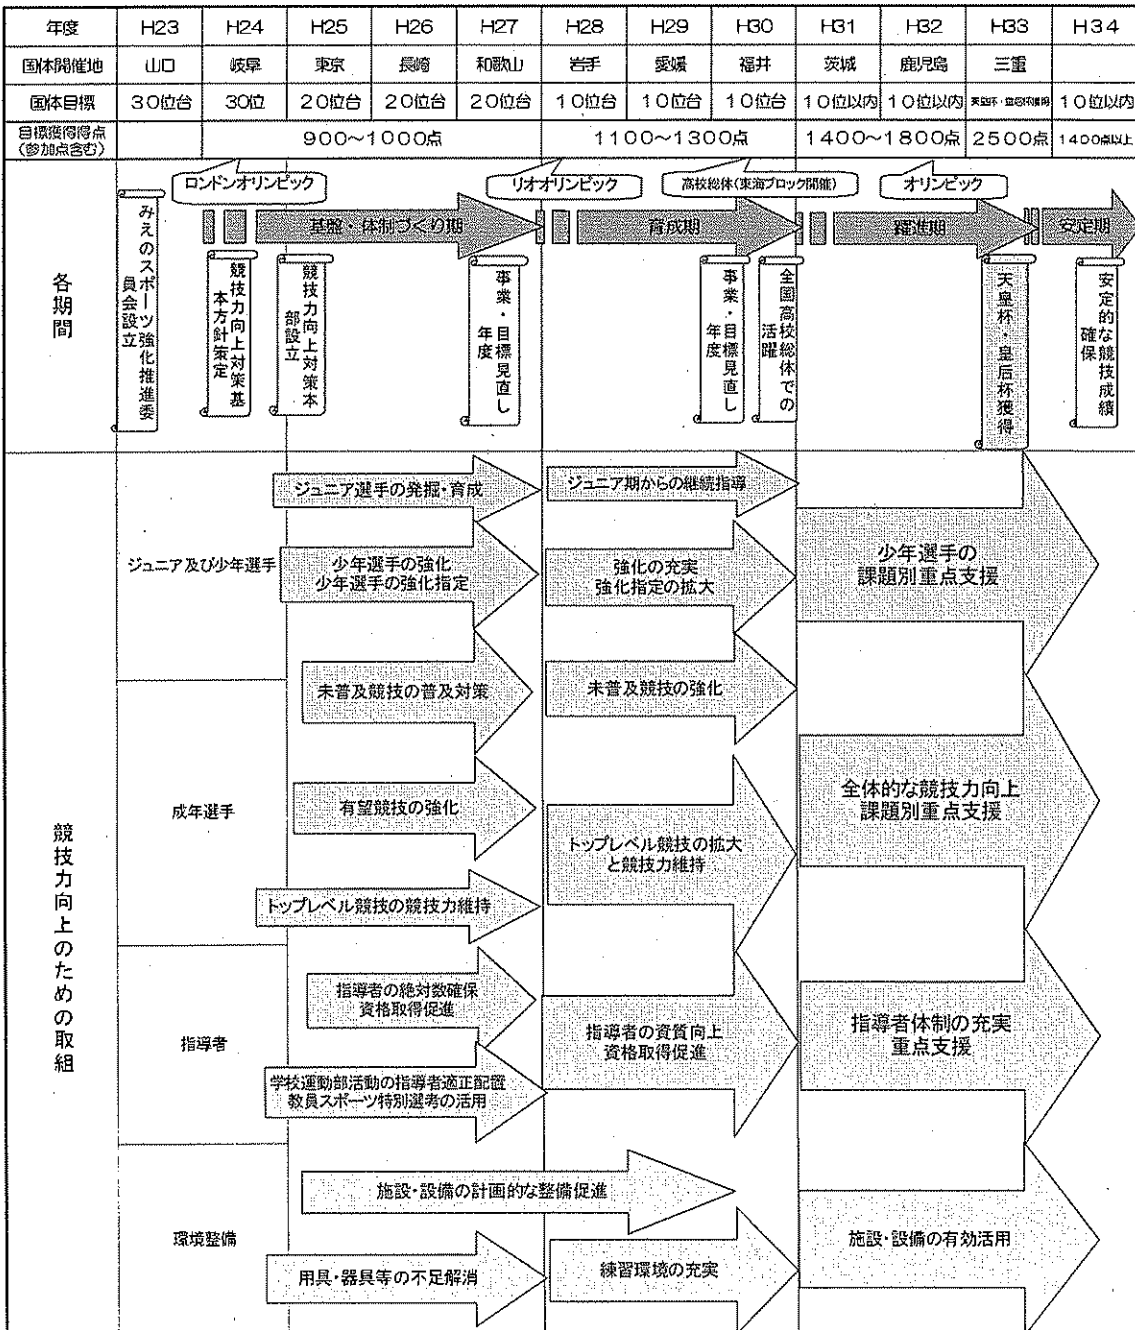 年度 H23 H24 H25 H26 H27 H28 H29 H30 H31 H32 H33 H34
国体開催地 山口 岐阜 東京 長崎 和歌山 岩手 愛媛 福井 茨城 鹿児島 三重
国体目標 30位台 30位 20位台 20位台 20位台 10位台 10位台 10位台 10位以内 10位以内 天皇杯・皇后杯獲得 10位以内
目標獲得得点
(参加点含む)
900~1000点 1100~1300点 1400~1800点 2500点 1400点以上
各期間
ロンドンオリンピック
リオオリンピック
高校総体(東海ブロック開催)
オリンピック
基盤・体制づくり期
育成期
躍進期
安定期
みえのスポーツ強化推進委
員会設立
競技力向上対策基
本方針策定
競技力向上対策本
部設立
事業・目標見直し
年度
事業・目標見直し
年度
全国高校総体での
活躍
天皇杯・皇后杯獲得
安定的な競技成績
確保
競技力向上のための取組
ジュニア及び少年選手
ジュニア選手の発掘・育成
ジュニア期からの継続指導
少年選手の強化
少年選手の強化指定
強化の充実
強化指定の拡大
少年選手の
課題別重点支援
成年選手
未普及競技の普及対策
未普及競技の強化
有望競技の強化
トップレベル競技の競技力維持
トップレベル競技の拡大
と競技力維持
全体的な競技力向上
課題別重点支援
指導者
指導者の絶対数確保
資格取得促進
学校運動部活動の指導者適正配置
教員スポーツ特別選考の活用
指導者の資質向上
資格取得促進
指導者体制の充実
重点支援
環境整備
施設・設備の計画的な整備促進
用具・器具等の不足解消
練習環境の充実
施設・設備の有効活用